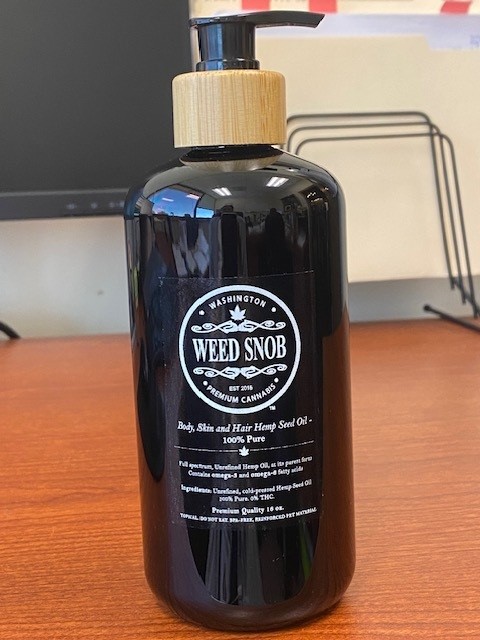 WASHINGTON
WEED SNOB
EST 2016
PREMIUM CANNABIS
TM
Body, Skin and Hair Hemp Seed Oil -
100% Pure
Full spectrum, Unrefined Hemp Oil, at its purest form
Contains omega-3 and omega-6 fatty acids
Ingredients: Unrefined, cold-pressed Hemp Seed Oil
100% Pure. 0% THC.
Premium Quality 16 oz.
TOPICAL/DO NOT EAT. BPA-FREE, REINFORCED PET MATERIAL